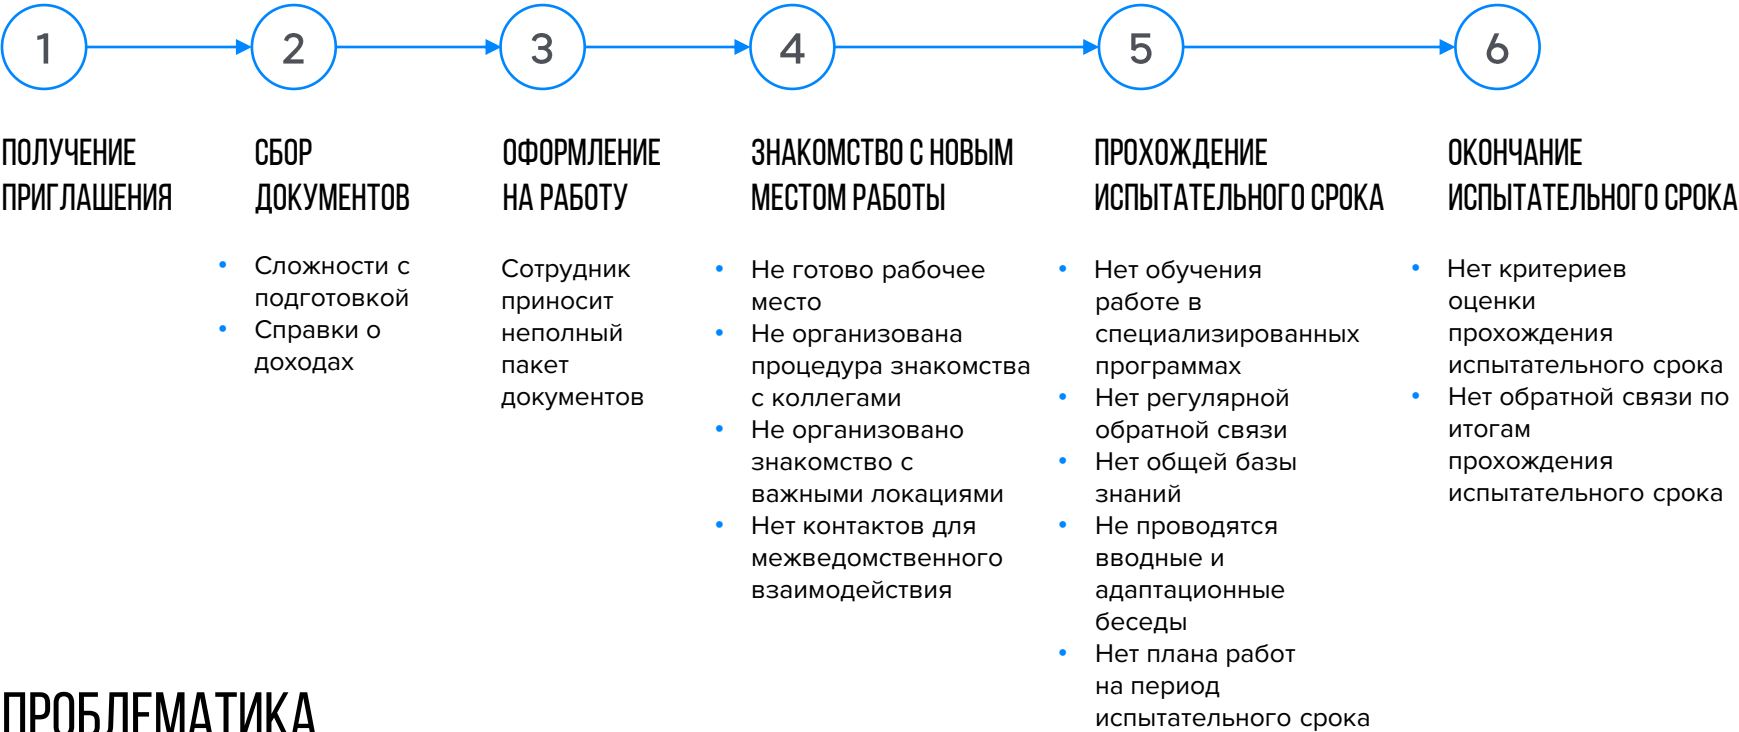 1
2
3
4
5
6
ПОЛУЧЕНИЕ
ПРИГЛАШЕНИЯ
СБОР
ДОКУМЕНТОВ
• Сложности с
подготовкой
• Справки о
доходах
ОФОРМЛЕНИЕ
НА РАБОТУ
Сотрудник
приносит
неполный
пакет
документов
ЗНАКОМСТВО С НОВЫМ
МЕСТОМ РАБОТЫ
• Не готово рабочее
место
• Не организована
процедура знакомства
с коллегами
• Не организовано
знакомство с
важными локациями
• Нет контактов для
межведомственного
взаимодействия
ПРОХОЖДЕНИЕ
ИСПЫТАТЕЛЬНОГО СРОКА
• Нет обучения
работе в
специализированных
программах
• Нет регулярной
обратной связи
• Нет общей базы
знаний
• Не проводятся
вводные и
адаптационные
беседы
• Нет плана работ
на период
испытательного срока
ОКОНЧАНИЕ
ИСПЫТАТЕЛЬНОГО СРОКА
• Нет критериев
оценки
прохождения
испытательного срока
• Нет обратной связи по
итогам
прохождения
испытательного срока
ПРОБЛЕМАТИКА